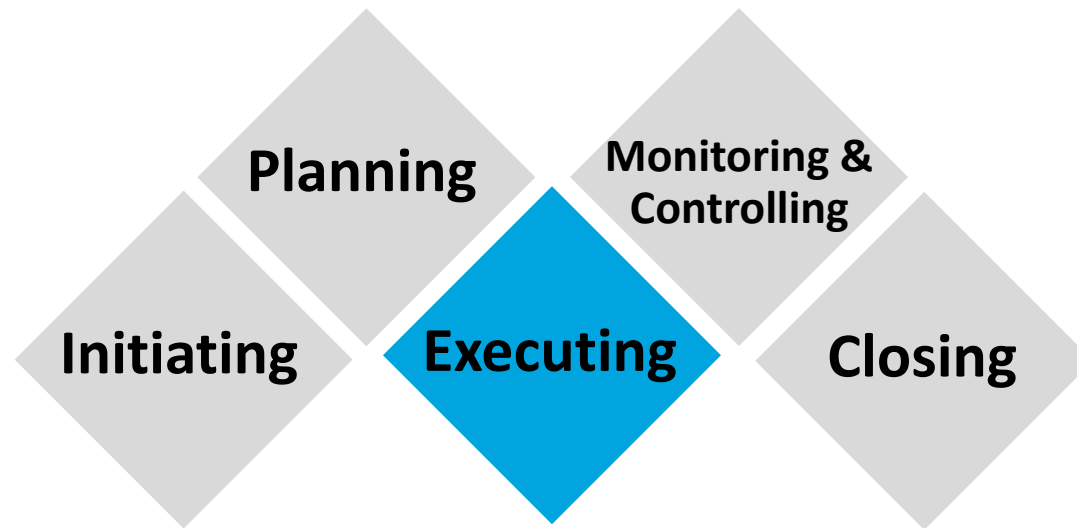 Initiating
Planning
Executing
Monitoring &
Controlling
Closing